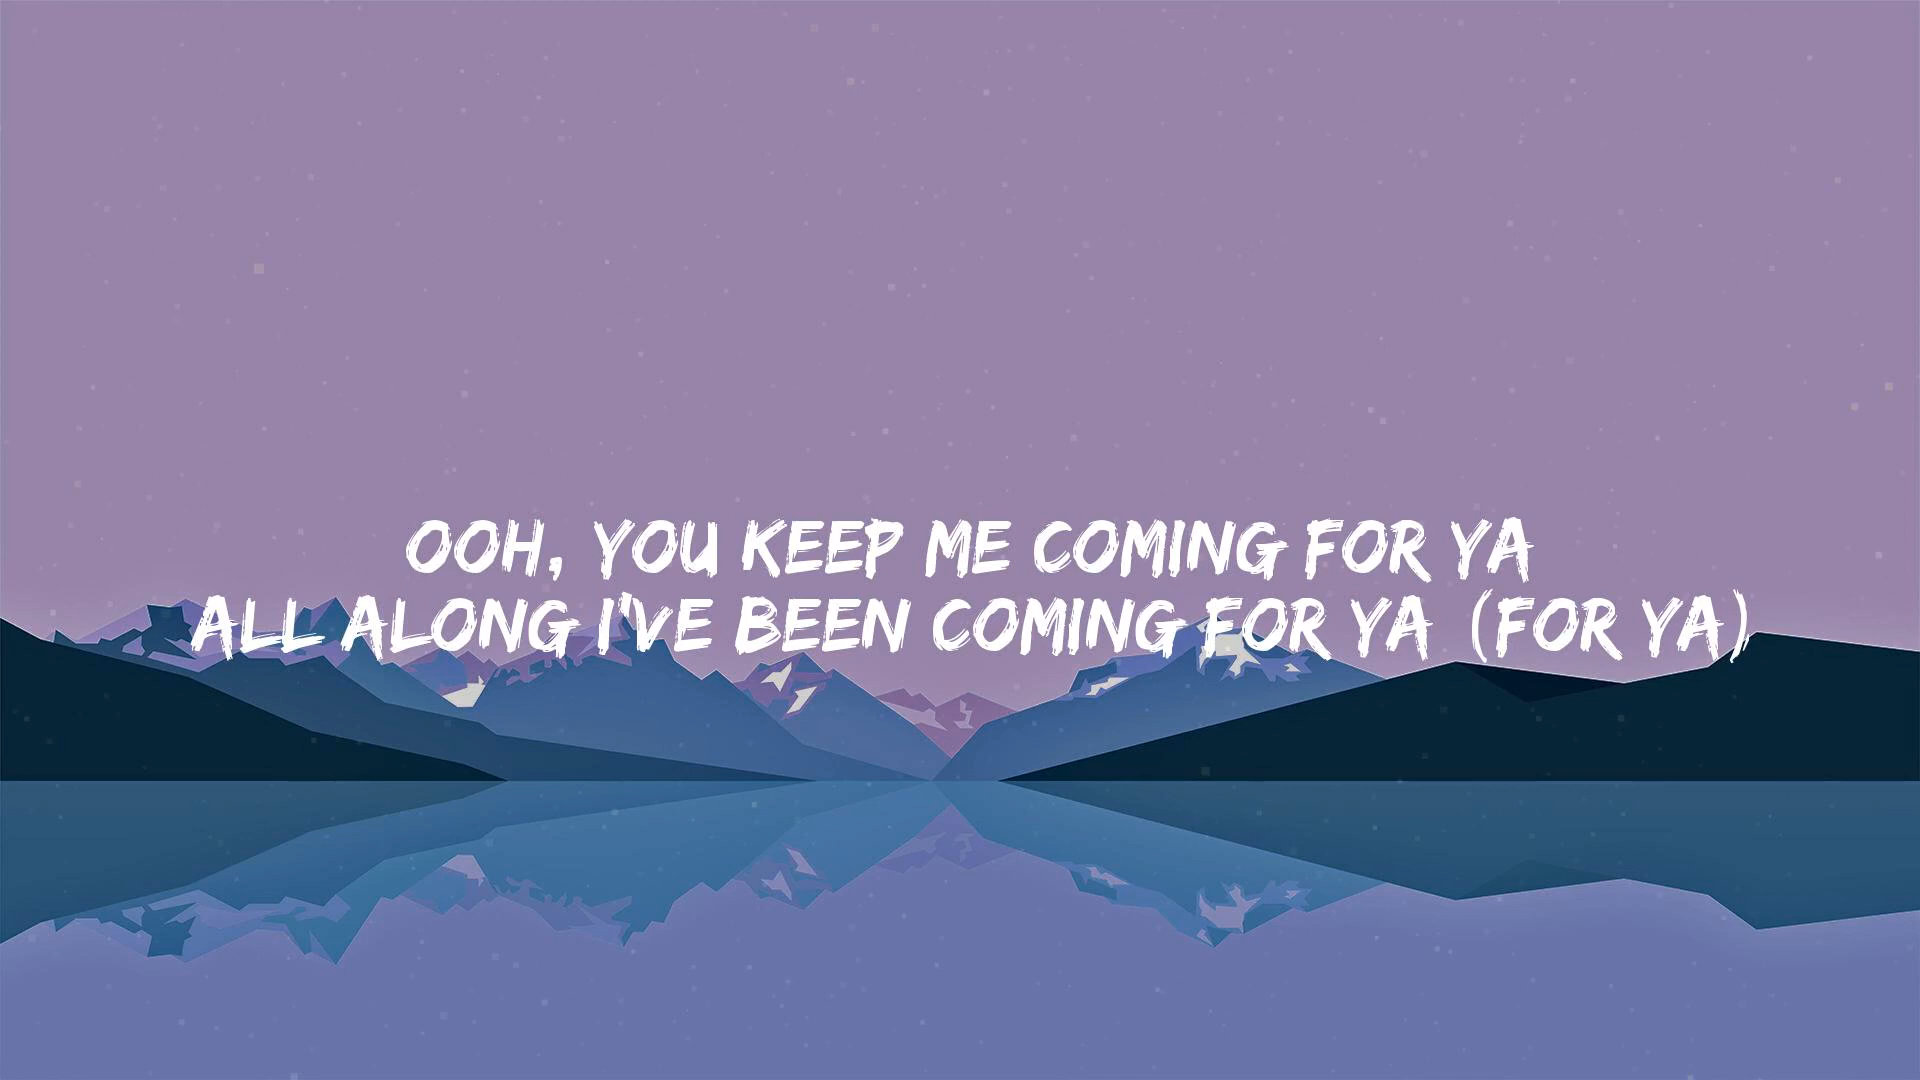 OOH, YOU KEEP ME COMING FOR YA
ALL ALONG I'VE BEEN COMING FOR YA (FOR YA)